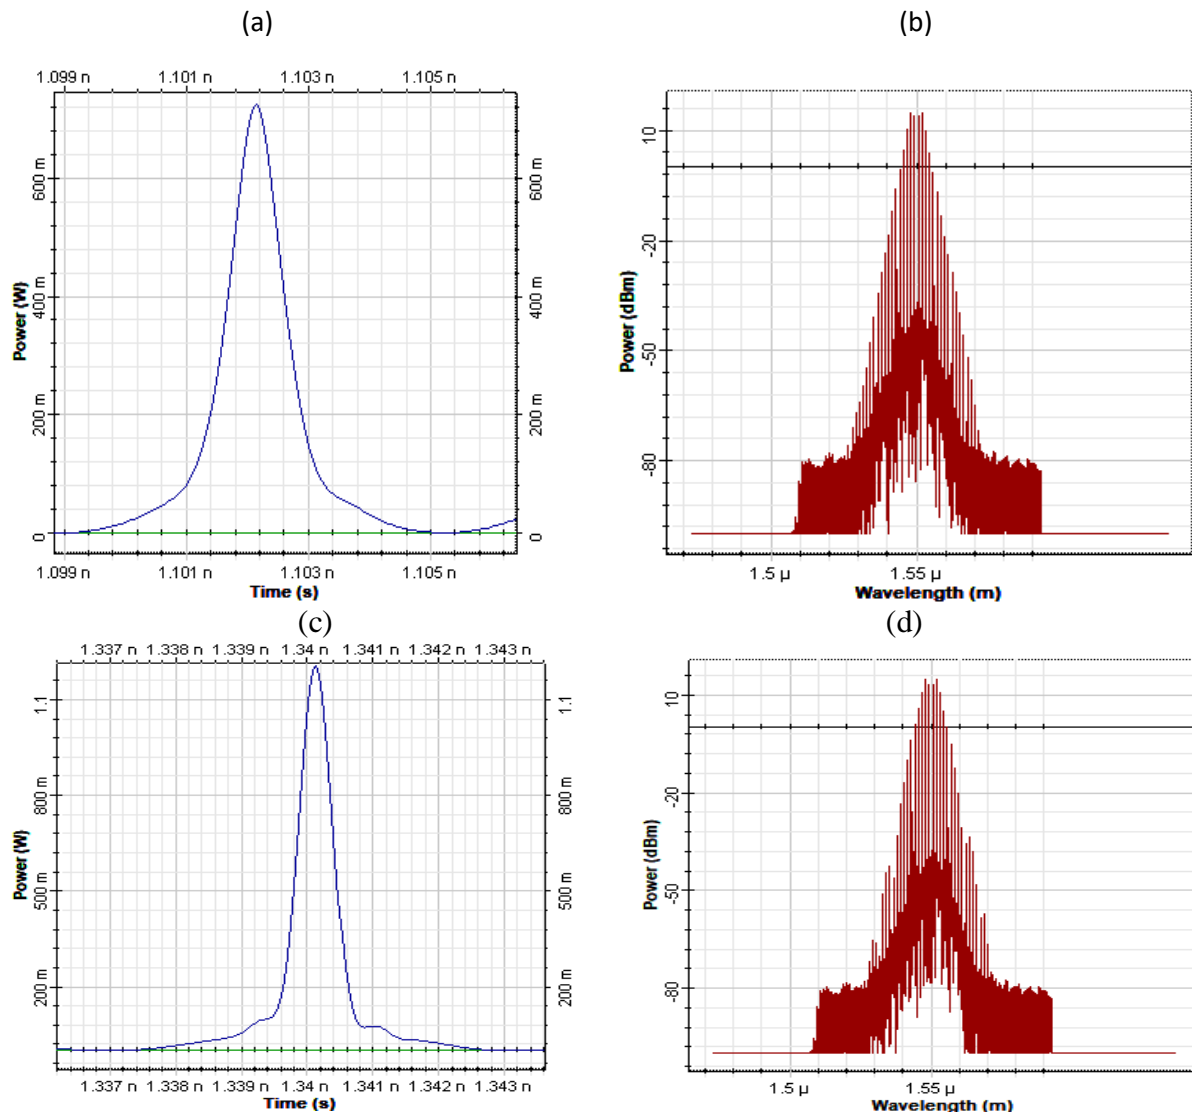 (a)
1.099 n 1.101 n 1.103 n 1.105 n
600 m 600 m
400 m 400 m
200 m 200 m
0 0
Power (W)
1.099 n 1.101 n 1.103 n 1.105 n
Time (s)
(b)
10
-20
-50
-80
Power (dBm)
1.5 µ 1.55 µ
Wavelength (m)
(c)
1.337 n 1.338 n 1.339 n 1.34 n 1.341 n 1.342 n 1.343 n
1.1 1.1
800 m 800 m
500 m 500 m
200 m 200 m
Power (W)
1.337 n 1.338 n 1.339 n 1.34 n 1.341 n 1.342 n 1.343 n
Time (s)
(d)
10
-20
-50
-80
Power (dBm)
1.5 µ 1.55 µ
Wavelength (m)